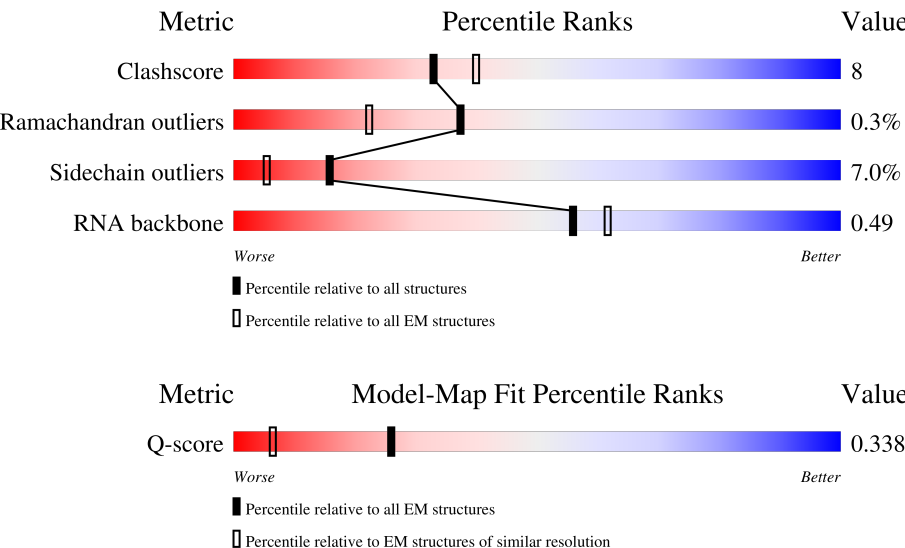 Metric Percentile Ranks Value
Clashscore 8
Ramachandran outliers 0.3%
Sidechain outliers 7.0%
RNA backbone 0.49
Worse Better
Percentile relative to all structures
Percentile relative to all EM structures
Metric Model-Map Fit Percentile Ranks Value
Q-score 0.338
Worse Better
Percentile relative to all EM structures
Percentile relative to EM structures of similar resolution